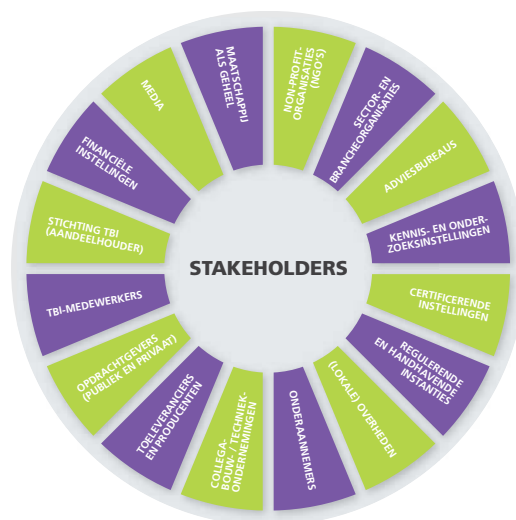 MAATSCHAPPIJ
ALS GEHEEL
NON-PROFIT-
ORGANISATIES
(NGO'S)
SECTOR- EN
BRANCHEORGANISATIES
ADVIESBUREAUS
KENNIS- EN ONDER-
ZOEKSINSTELLINGEN
CERTIFICERENDE
INSTELLINGEN
REGULERENDE
EN HANDHAVENDE
INSTANTIES
(LOKALE) OVERHEDEN
ONDERAANNEMERS
COLLEGA-
BOUW- / TECHNIEK-
ONDERNEMINGEN
TOELEVERANCIERS
EN PRODUCENTEN
OPDRACHTGEVERS
(PUBLIEK EN PRIVAAT)
TBI-MEDEWERKERS
STICHTING TBI
(AANDEELHOUDER)
FINANCIËLE
INSTELLINGEN
MEDIA
STAKEHOLDERS